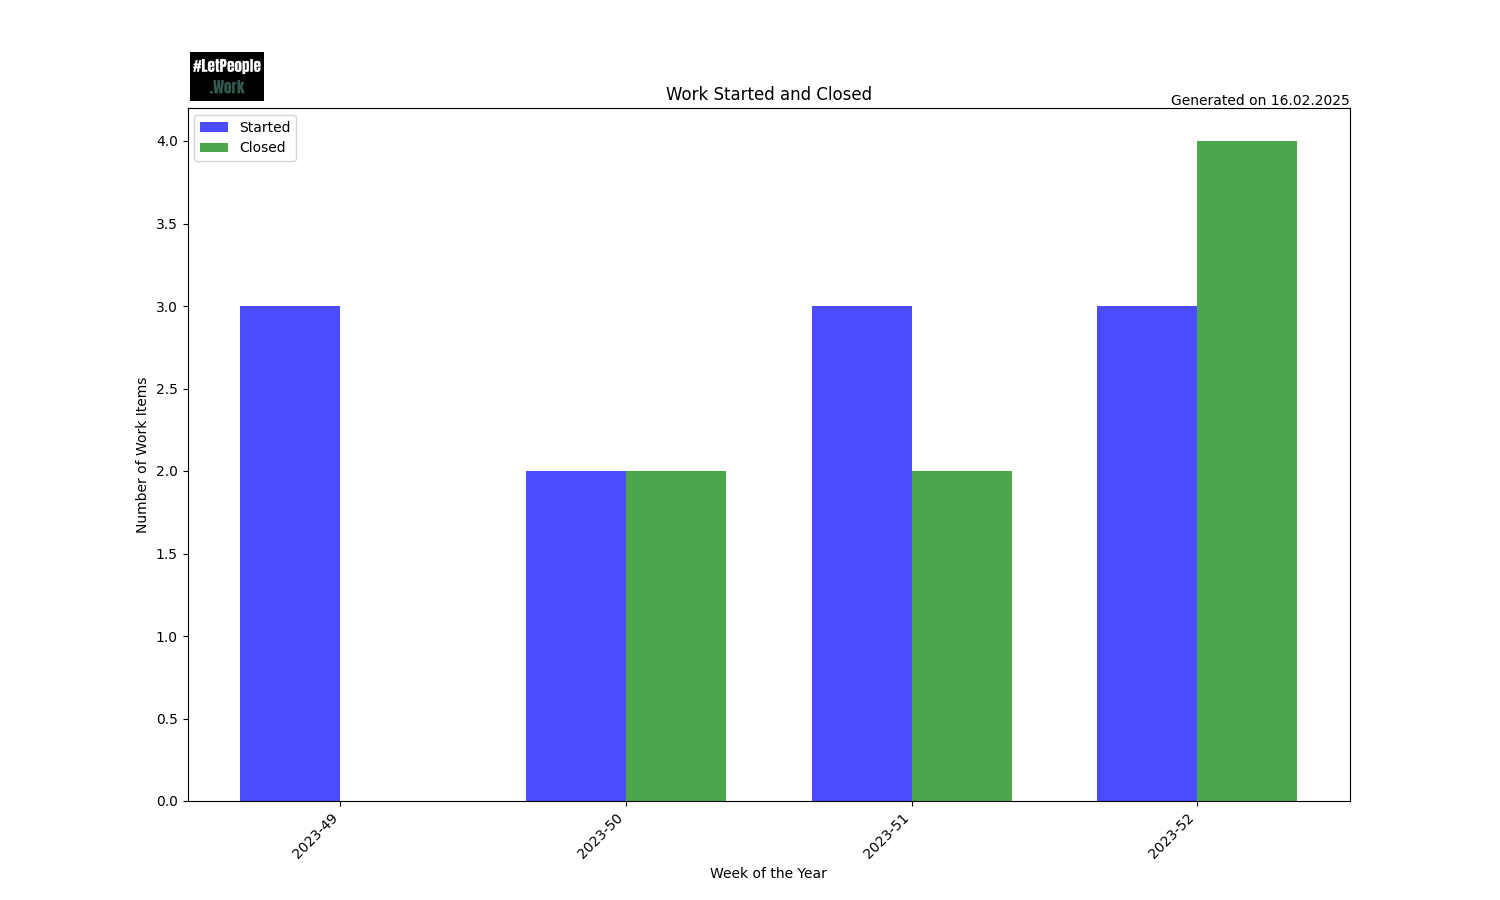 #LetPeople
.Work
Work Started and Closed
Generated on 16.02.2025
Started
Closed
4.0
3.5
3.0
2.5
2.0
1.5
1.0
0.5
0.0
Number of Work Items
2023-49
2023-50
2023-51
2023-52
Week of the Year